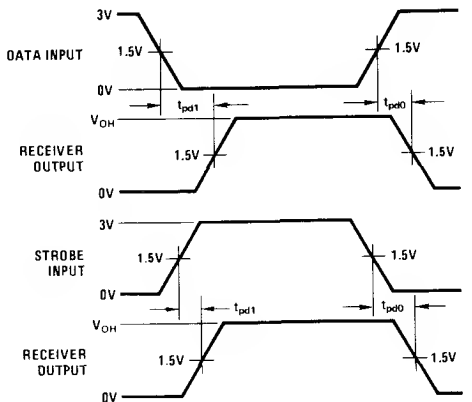 3V
DATA INPUT
1.5V
1.5V
0V
tpd1
tpd0
VOH
RECEIVER
OUTPUT
1.5V
1.5V
0V
3V
STROBE
INPUT
1.5V
1.5V
0V
tpd1
tpd0
VOH
RECEIVER
OUTPUT
1.5V
1.5V
0V